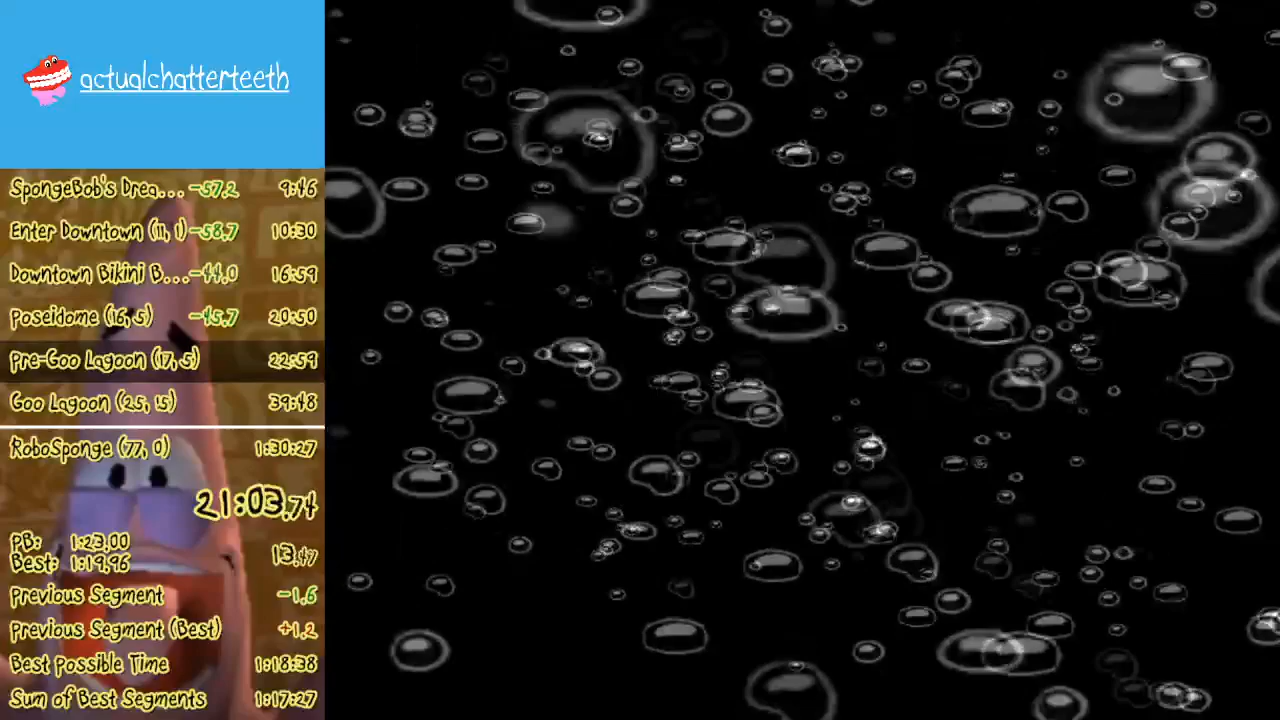 actualchatterteeth
SpongeBob's Drea... -57.2 9:46
Enter Downtown (11, 1) -58.7 10:30
Downtown Bikini B... -44.0 16:59
Poseidome (16, 5) -45.7 20:50
Pre-Goo Lagoon (17, 5) 22:59
Goo Lagoon (25, 15) 39:48
RoboSponge (77, 0) 1:30:27
21:03.74
PB: 1:23.00
Best: 1:19.96
13.47
Previous Segment -1.6
Previous Segment (Best) +1.2
Best Possible Time 1:18:38
Sum of Best Segments 1:17:27